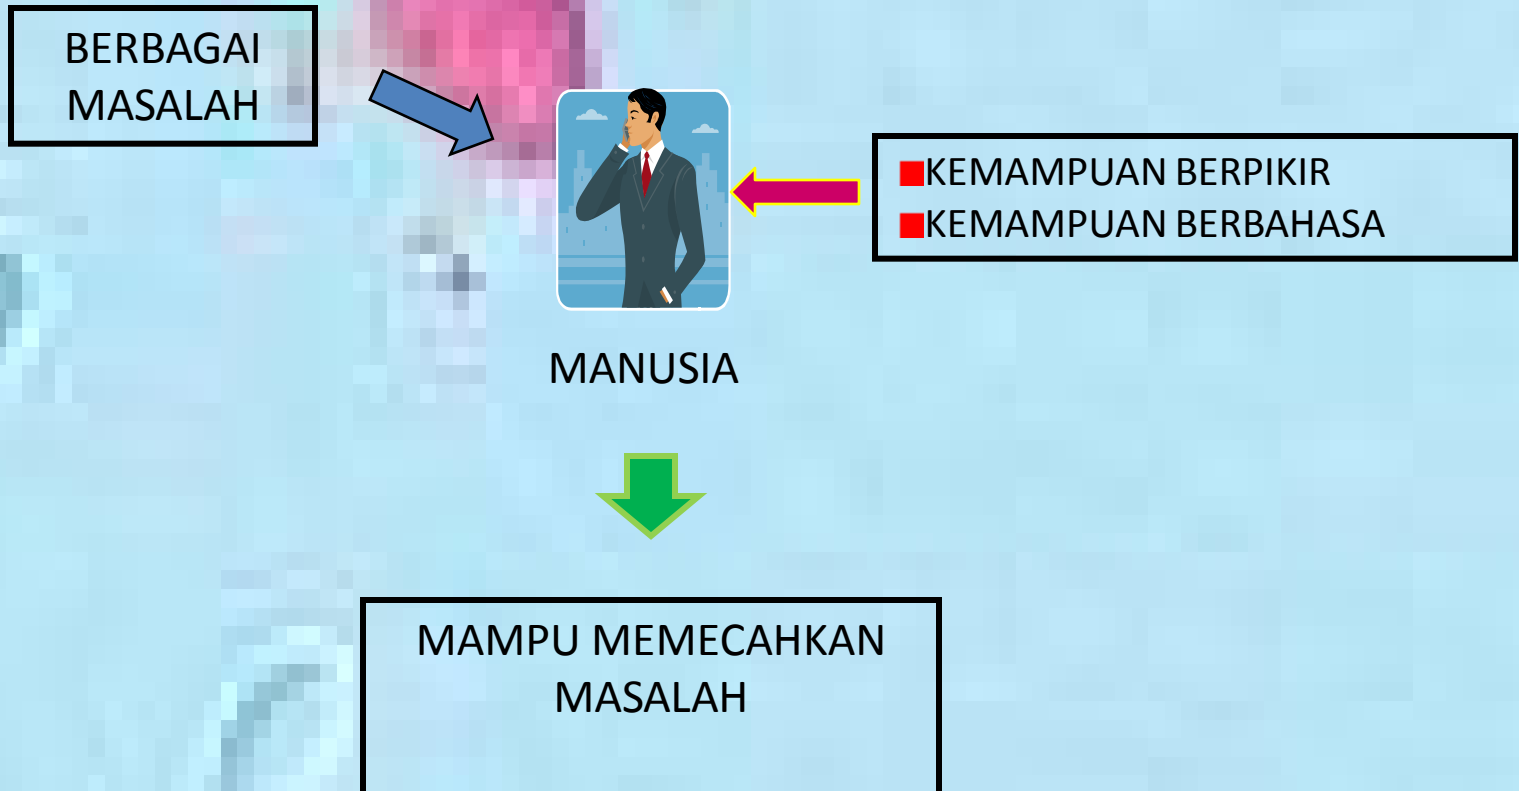 BERBAGAI
MASALAH
■KEMAMPUAN BERPIKIR
■KEMAMPUAN BERBAHASA
MANUSIA
MAMPU MEMECAHKAN
MASALAH